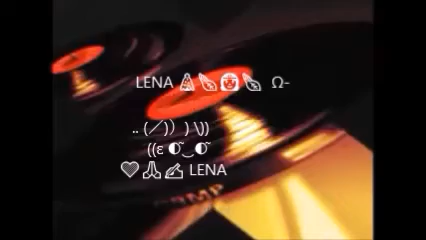 LENA 🎄✎👩✎ Ω-
.. (⟋))  ) \))
((ε ◐͡ ‿◐͡
♡🙏✍ LENA